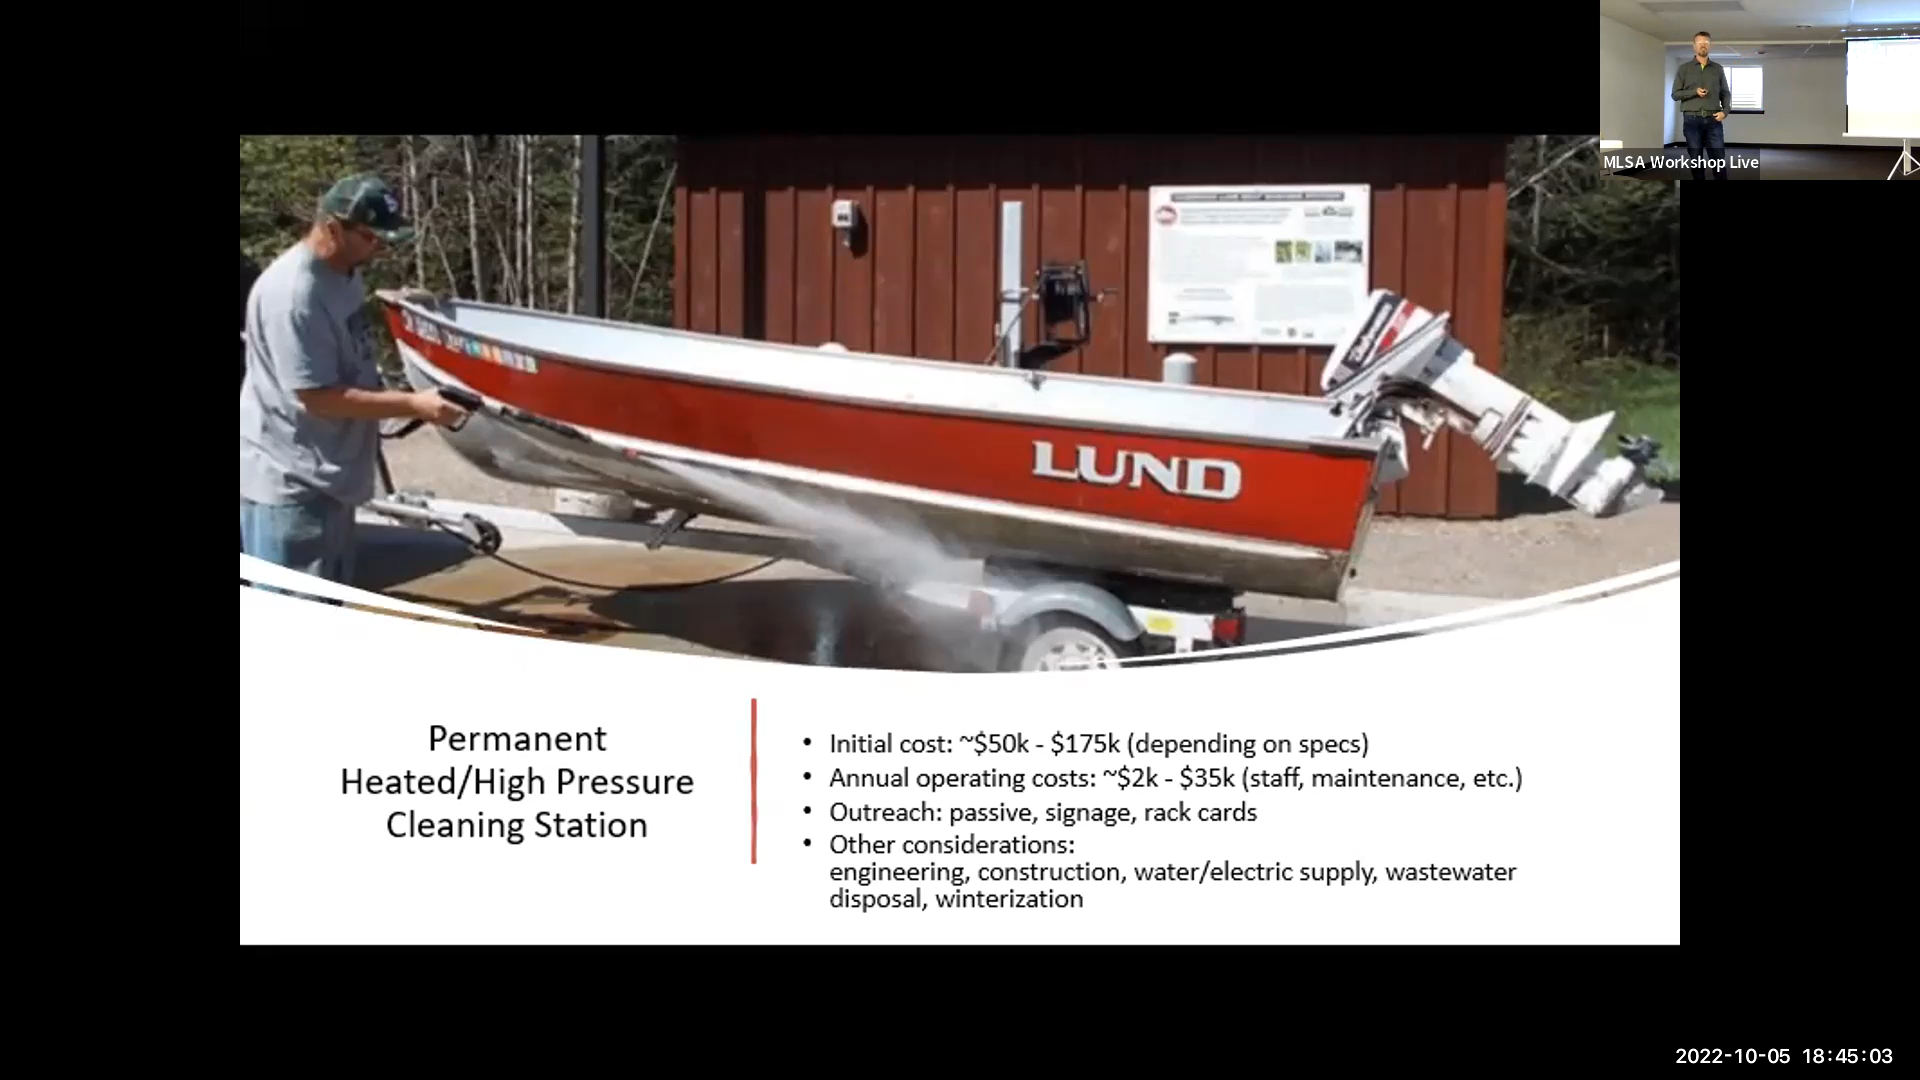 MLSA Workshop Live
LUND
Permanent
Heated/High Pressure
Cleaning Station
• Initial cost: ~$50k - $175k (depending on specs)
• Annual operating costs: ~$2k - $35k (staff, maintenance, etc.)
• Outreach: passive, signage, rack cards
• Other considerations:
engineering, construction, water/electric supply, wastewater
disposal, winterization
2022-10-05 18:45:03